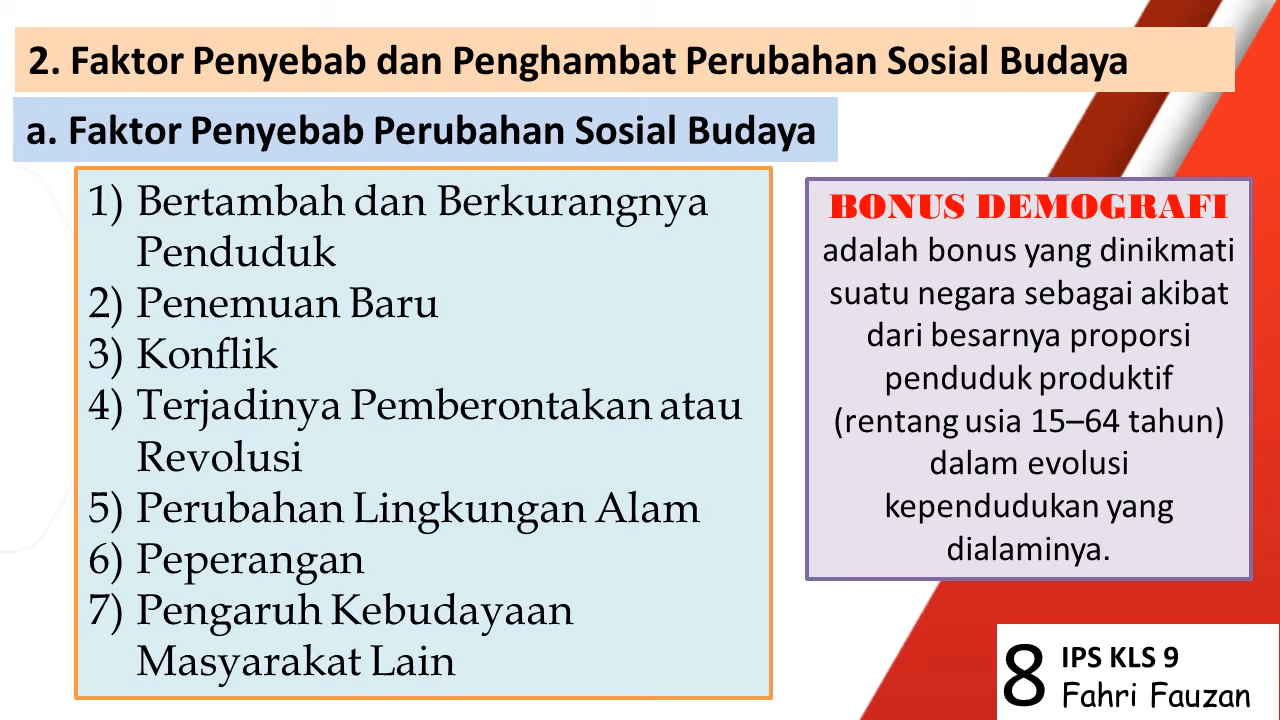 2. Faktor Penyebab dan Penghambat Perubahan Sosial Budaya
a. Faktor Penyebab Perubahan Sosial Budaya
1) Bertambah dan Berkurangnya
Penduduk
2) Penemuan Baru
3) Konflik
4) Terjadinya Pemberontakan atau
Revolusi
5) Perubahan Lingkungan Alam
6) Peperangan
7) Pengaruh Kebudayaan
Masyarakat Lain
BONUS DEMOGRAFI
adalah bonus yang dinikmati
suatu negara sebagai akibat
dari besarnya proporsi
penduduk produktif
(rentang usia 15–64 tahun)
dalam evolusi
kependudukan yang
dialaminya.
8
IPS KLS 9
Fahri Fauzan